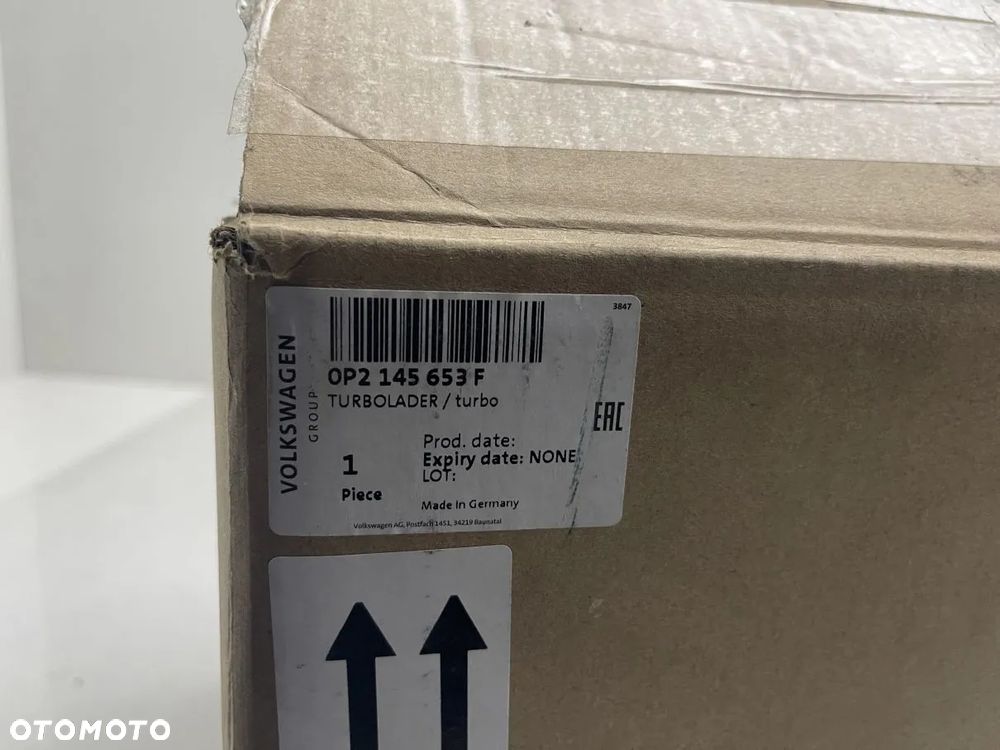 3847
VOLKSWAGEN
GROUP
0P2 145 653 F
TURBOLADER / turbo
EAC
1
Piece
Prod. date:
Expiry date: NONE
LOT:
Made In Germany
Volkswagen AG, Postfach 1451, 34219 Baunatal
OTOMOTO